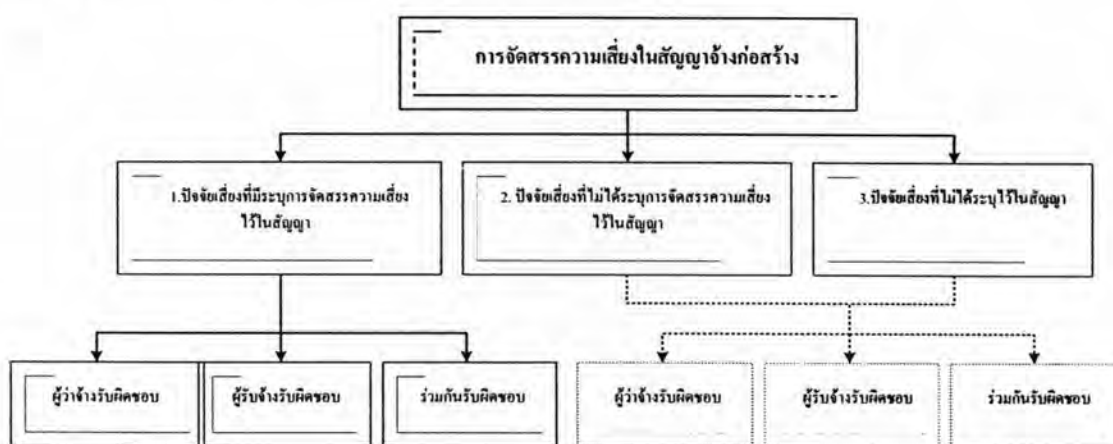 การจัดสรรความเสี่ยงในสัญญาจ้างก่อสร้าง
1.ปัจจัยเสี่ยงที่มีระบุการจัดสรรความเสี่ยง
ไว้ในสัญญา
2. ปัจจัยเสี่ยงที่ไม่ได้ระบุการจัดสรรความเสี่ยง
ไว้ในสัญญา
3.ปัจจัยเสี่ยงที่ไม่ได้ระบุไว้ในสัญญา
ผู้ว่าจ้างรับผิดชอบ
ผู้รับจ้างรับผิดชอบ
ร่วมกันรับผิดชอบ
ผู้ว่าจ้างรับผิดชอบ
ผู้รับจ้างรับผิดชอบ
ร่วมกันรับผิดชอบ